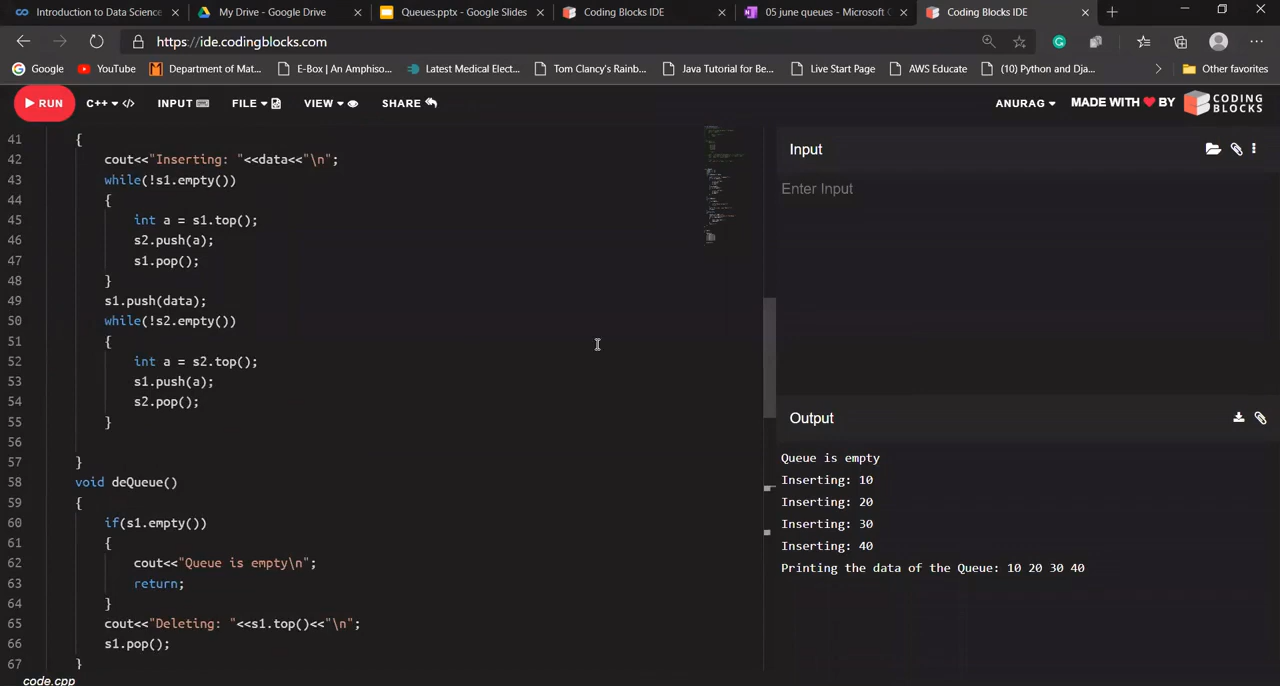 Introduction to Data Science
My Drive - Google Drive
Queues.pptx - Google Slides
Coding Blocks IDE
05 june queues - Microsoft
Coding Blocks IDE
https://ide.codingblocks.com
Google
YouTube
Department of Mat...
E-Box | An Amphiso...
Latest Medical Elect...
Tom Clancy's Rainb...
Java Tutorial for Be...
Live Start Page
AWS Educate
(10) Python and Dja...
Other favorites
RUN
C++ </>
INPUT
FILE
VIEW
SHARE
ANURAG
MADE WITH ❤ BY
CODING
BLOCKS
41 {
42 cout<<"Inserting: "<<data<<"\n";
43 while(!s1.empty())
44 {
45 int a = s1.top();
46 s2.push(a);
47 s1.pop();
48 }
49 s1.push(data);
50 while(!s2.empty())
51 {
52 int a = s2.top();
53 s1.push(a);
54 s2.pop();
55 }
56
57 }
58 void deQueue()
59 {
60 if(s1.empty())
61 {
62 cout<<"Queue is empty\n";
63 return;
64 }
65 cout<<"Deleting: "<<s1.top()<<"\n";
66 s1.pop();
67 }
code.cpp
Input
Enter Input
Output
Queue is empty
Inserting: 10
Inserting: 20
Inserting: 30
Inserting: 40
Printing the data of the Queue: 10 20 30 40